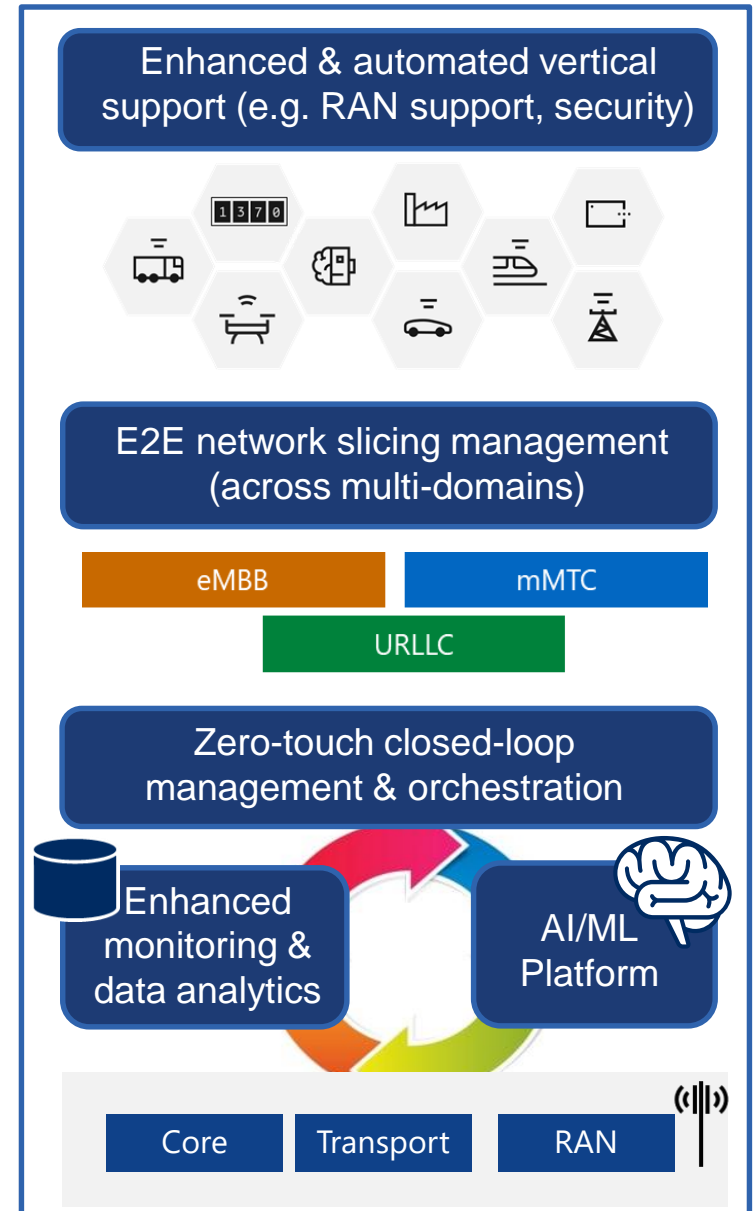 Enhanced & automated vertical
support (e.g. RAN support, security)
1370
E2E network slicing management
(across multi-domains)
eMBB
mMTC
URLLC
Zero-touch closed-loop
management & orchestration
Enhanced
monitoring &
data analytics
AI/ML
Platform
Core
Transport
RAN